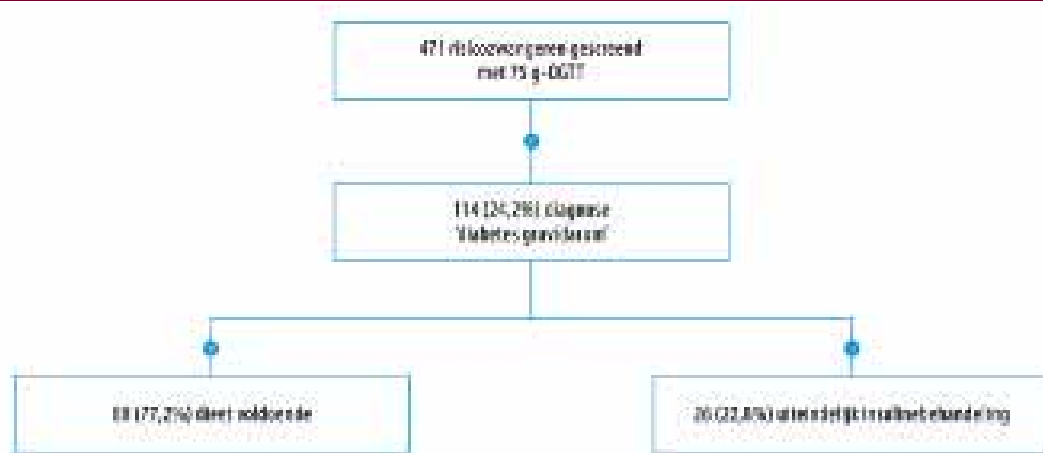 471 risicozwangeren gescreend
met 75 g-OGTT
114 (24,2%) diagnose
'diabetes gravidarum'
88 (77,2%) dieet voldoende
26 (22,8%) uiteindelijk insulinebehandeling